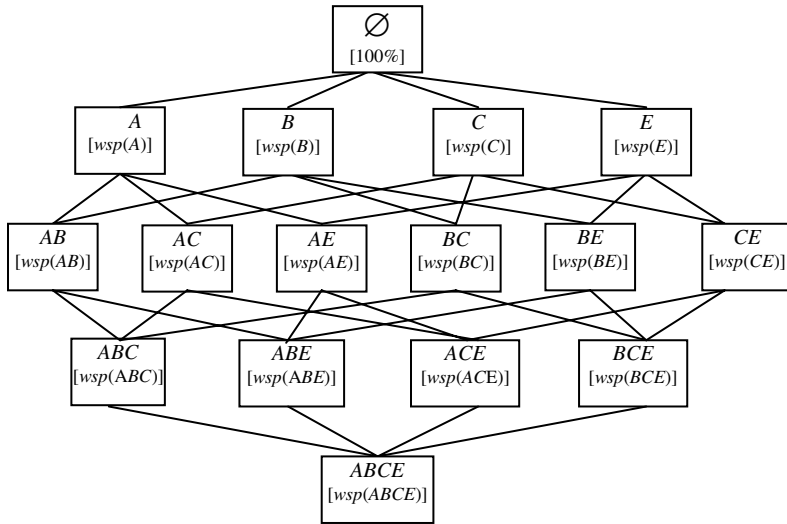 ∅
[100%]
A B C E
[wsp(A)] [wsp(B)] [wsp(C)] [wsp(E)]
AB AC AE BC BE CE
[wsp(AB)] [wsp(AC)] [wsp(AE)] [wsp(BC)] [wsp(BE)] [wsp(CE)]
ABC ABE ACE BCE
[wsp(ABC)] [wsp(ABE)] [wsp(ACE)] [wsp(BCE)]
ABCE
[wsp(ABCE)]